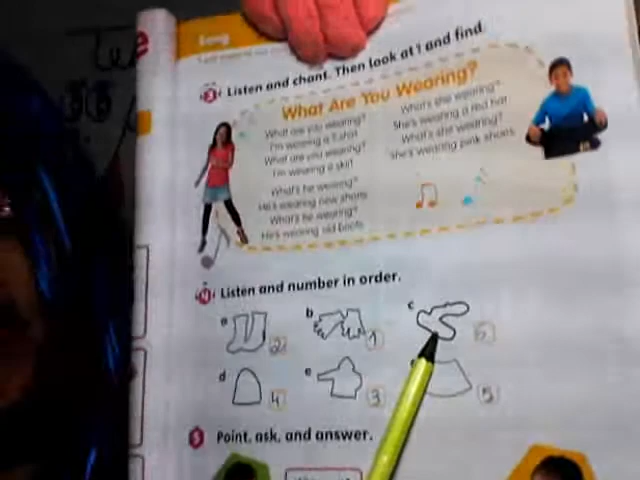 Song
3 Listen and chant. Then look at 1 and find.
What Are You Wearing?
What are you wearing?
I'm wearing a T-shirt.
What are you wearing?
I'm wearing a skirt.
What's he wearing?
He's wearing new shorts.
What's he wearing?
He's wearing old boots.
What's she wearing?
She's wearing a red hat.
What's she wearing?
She's wearing pink shoes.
4 Listen and number in order.
a 2
b 1
c 6
d 4
e 3
5
5 Point, ask, and answer.